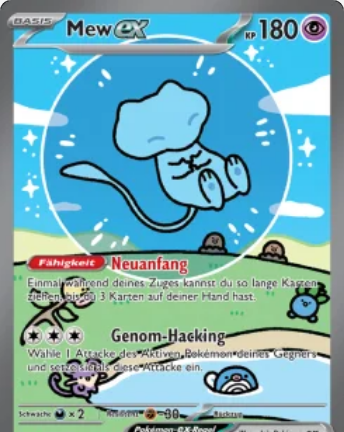 BASIS Mew ex KP 180
Fähigkeit Neuanfang
Einmal während deines Zuges kannst du so lange Karten
ziehen, bis du 3 Karten auf deiner Hand hast.
Genom-Hacking
Wähle 1 Attacke des Aktiven Pokémon deines Gegners
und setze sie als diese Attacke ein.
Schwäche x2 Resistenz -30 Rückzug
Pokémon-ex-Regel